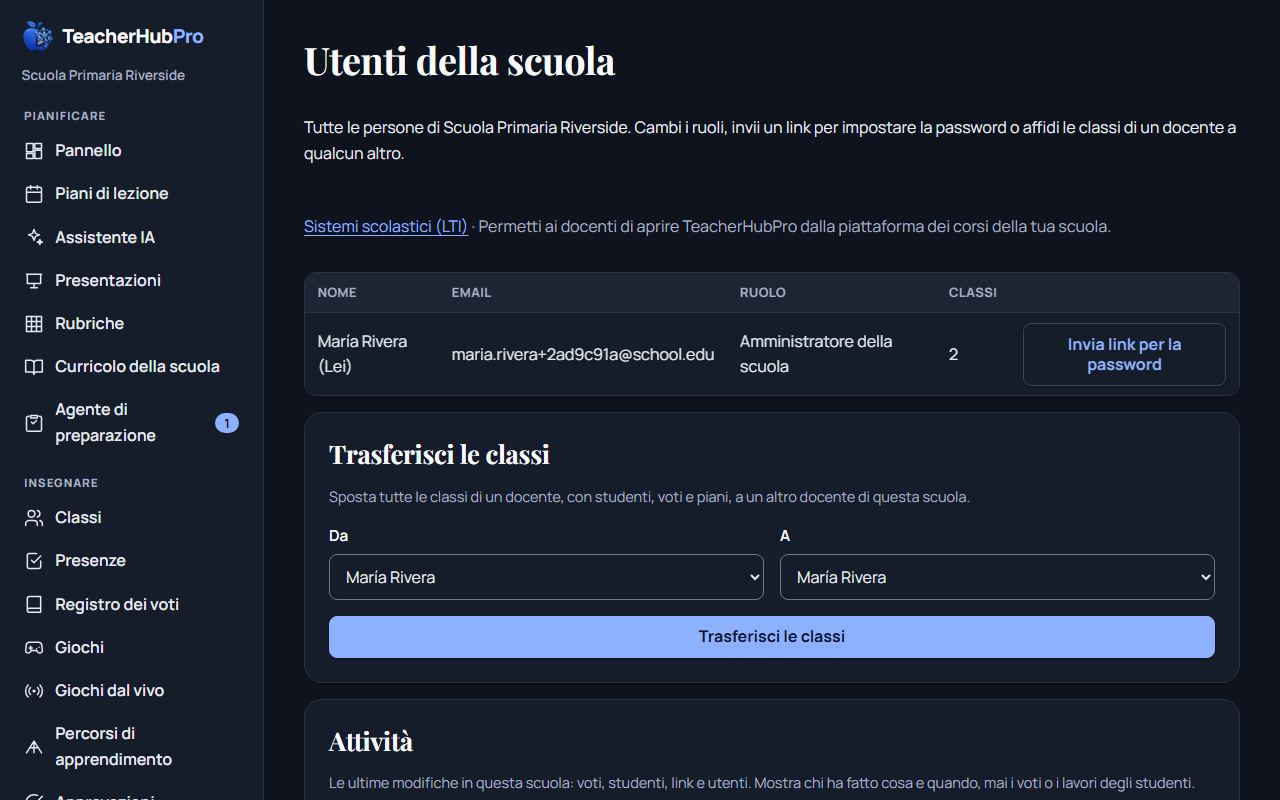 TeacherHubPro
Scuola Primaria Riverside
PIANIFICARE
Pannello
Piani di lezione
Assistente IA
Presentazioni
Rubriche
Curricolo della scuola
Agente di
preparazione
1
INSEGNARE
Classi
Presenze
Registro dei voti
Giochi
Giochi dal vivo
Percorsi di
apprendimento
Utenti della scuola
Tutte le persone di Scuola Primaria Riverside. Cambi i ruoli, invii un link per impostare la password o affidi le classi di un docente a
qualcun altro.
Sistemi scolastici (LTI) · Permetti ai docenti di aprire TeacherHubPro dalla piattaforma dei corsi della tua scuola.
NOME EMAIL RUOLO CLASSI
María Rivera
(Lei)
maria.rivera+2ad9c91a@school.edu
Amministratore della
scuola
2
Invia link per la
password
Trasferisci le classi
Sposta tutte le classi di un docente, con studenti, voti e piani, a un altro docente di questa scuola.
Da A
María Rivera María Rivera
Trasferisci le classi
Attività
Le ultime modifiche in questa scuola: voti, studenti, link e utenti. Mostra chi ha fatto cosa e quando, mai i voti o i lavori degli studenti.